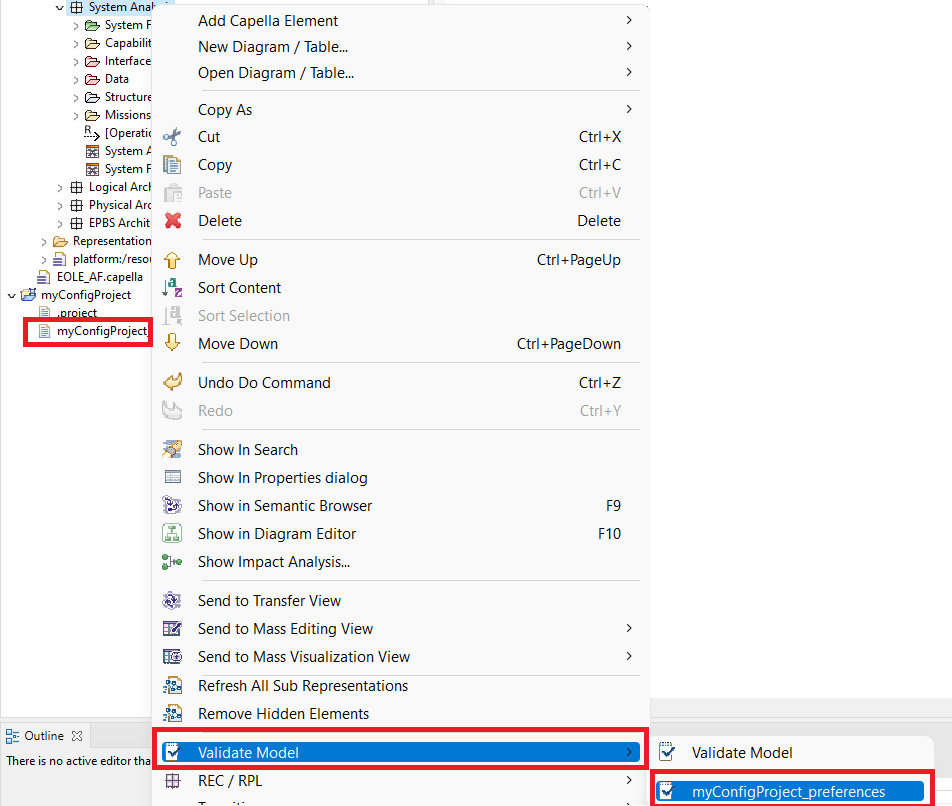 System Analysis
System F
Capabilit
Interface
Data
Structure
Missions
[Operatio
System A
System F
Logical Arch
Physical Arc
EPBS Archit
Representation
platform:/resou
EOLE_AF.capella
myConfigProject
.project
myConfigProject_
Add Capella Element
New Diagram / Table...
Open Diagram / Table...
Copy As
Cut Ctrl+X
Copy Ctrl+C
Paste Ctrl+V
Delete Delete
Move Up Ctrl+PageUp
Sort Content
Sort Selection
Move Down Ctrl+PageDown
Undo Do Command Ctrl+Z
Redo Ctrl+Y
Show In Search
Show In Properties dialog
Show in Semantic Browser F9
Show in Diagram Editor F10
Show Impact Analysis...
Send to Transfer View
Send to Mass Editing View
Send to Mass Visualization View
Refresh All Sub Representations
Remove Hidden Elements
Validate Model
REC / RPL
Validate Model
myConfigProject_preferences
Outline
There is no active editor tha